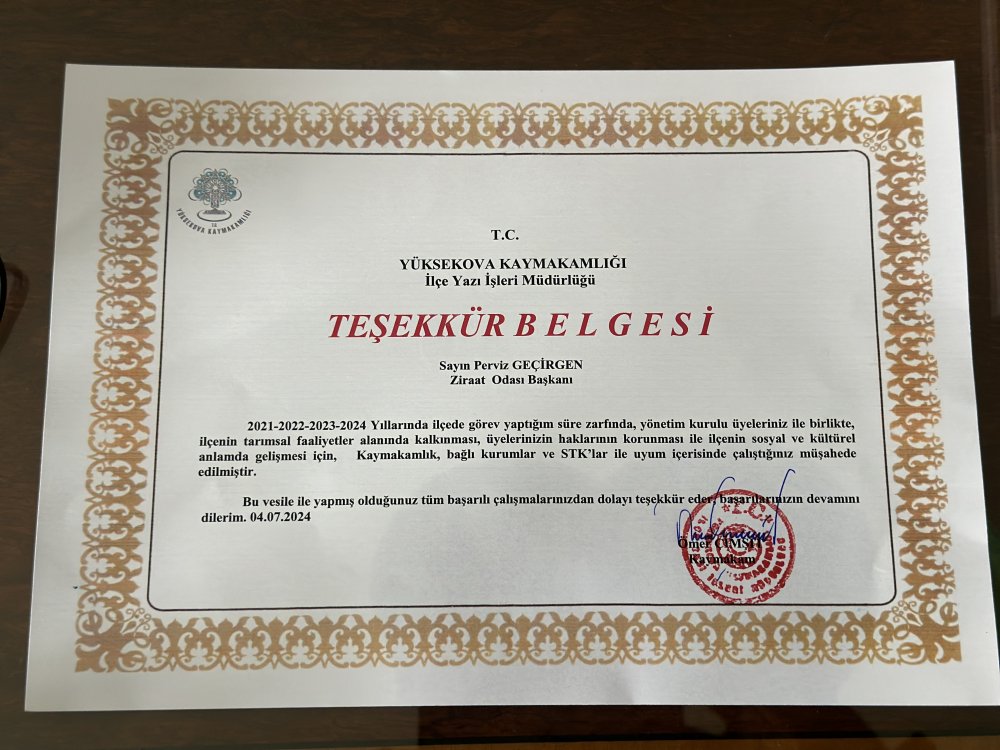 YÜKSEKOVA KAYMAKAMLIĞI
T.C.
YÜKSEKOVA KAYMAKAMLIĞI
İlçe Yazı İşleri Müdürlüğü
TEŞEKKÜR B E L G E S İ
Sayın Perviz GEÇİRGEN
Ziraat Odası Başkanı
2021-2022-2023-2024 Yıllarında ilçede görev yaptığım süre zarfında, yönetim kurulu üyeleriniz ile birlikte,
ilçenin tarımsal faaliyetler alanında kalkınması, üyelerinizin haklarının korunması ile ilçenin sosyal ve kültürel
anlamda gelişmesi için, Kaymakamlık, bağlı kurumlar ve STK'lar ile uyum içerisinde çalıştığınız müşahede
edilmiştir.
Bu vesile ile yapmış olduğunuz tüm başarılı çalışmalarınızdan dolayı teşekkür eder, başarılarınızın devamını
dilerim. 04.07.2024
T.C.
Ömer ÇİMŞİT
Kaymakam